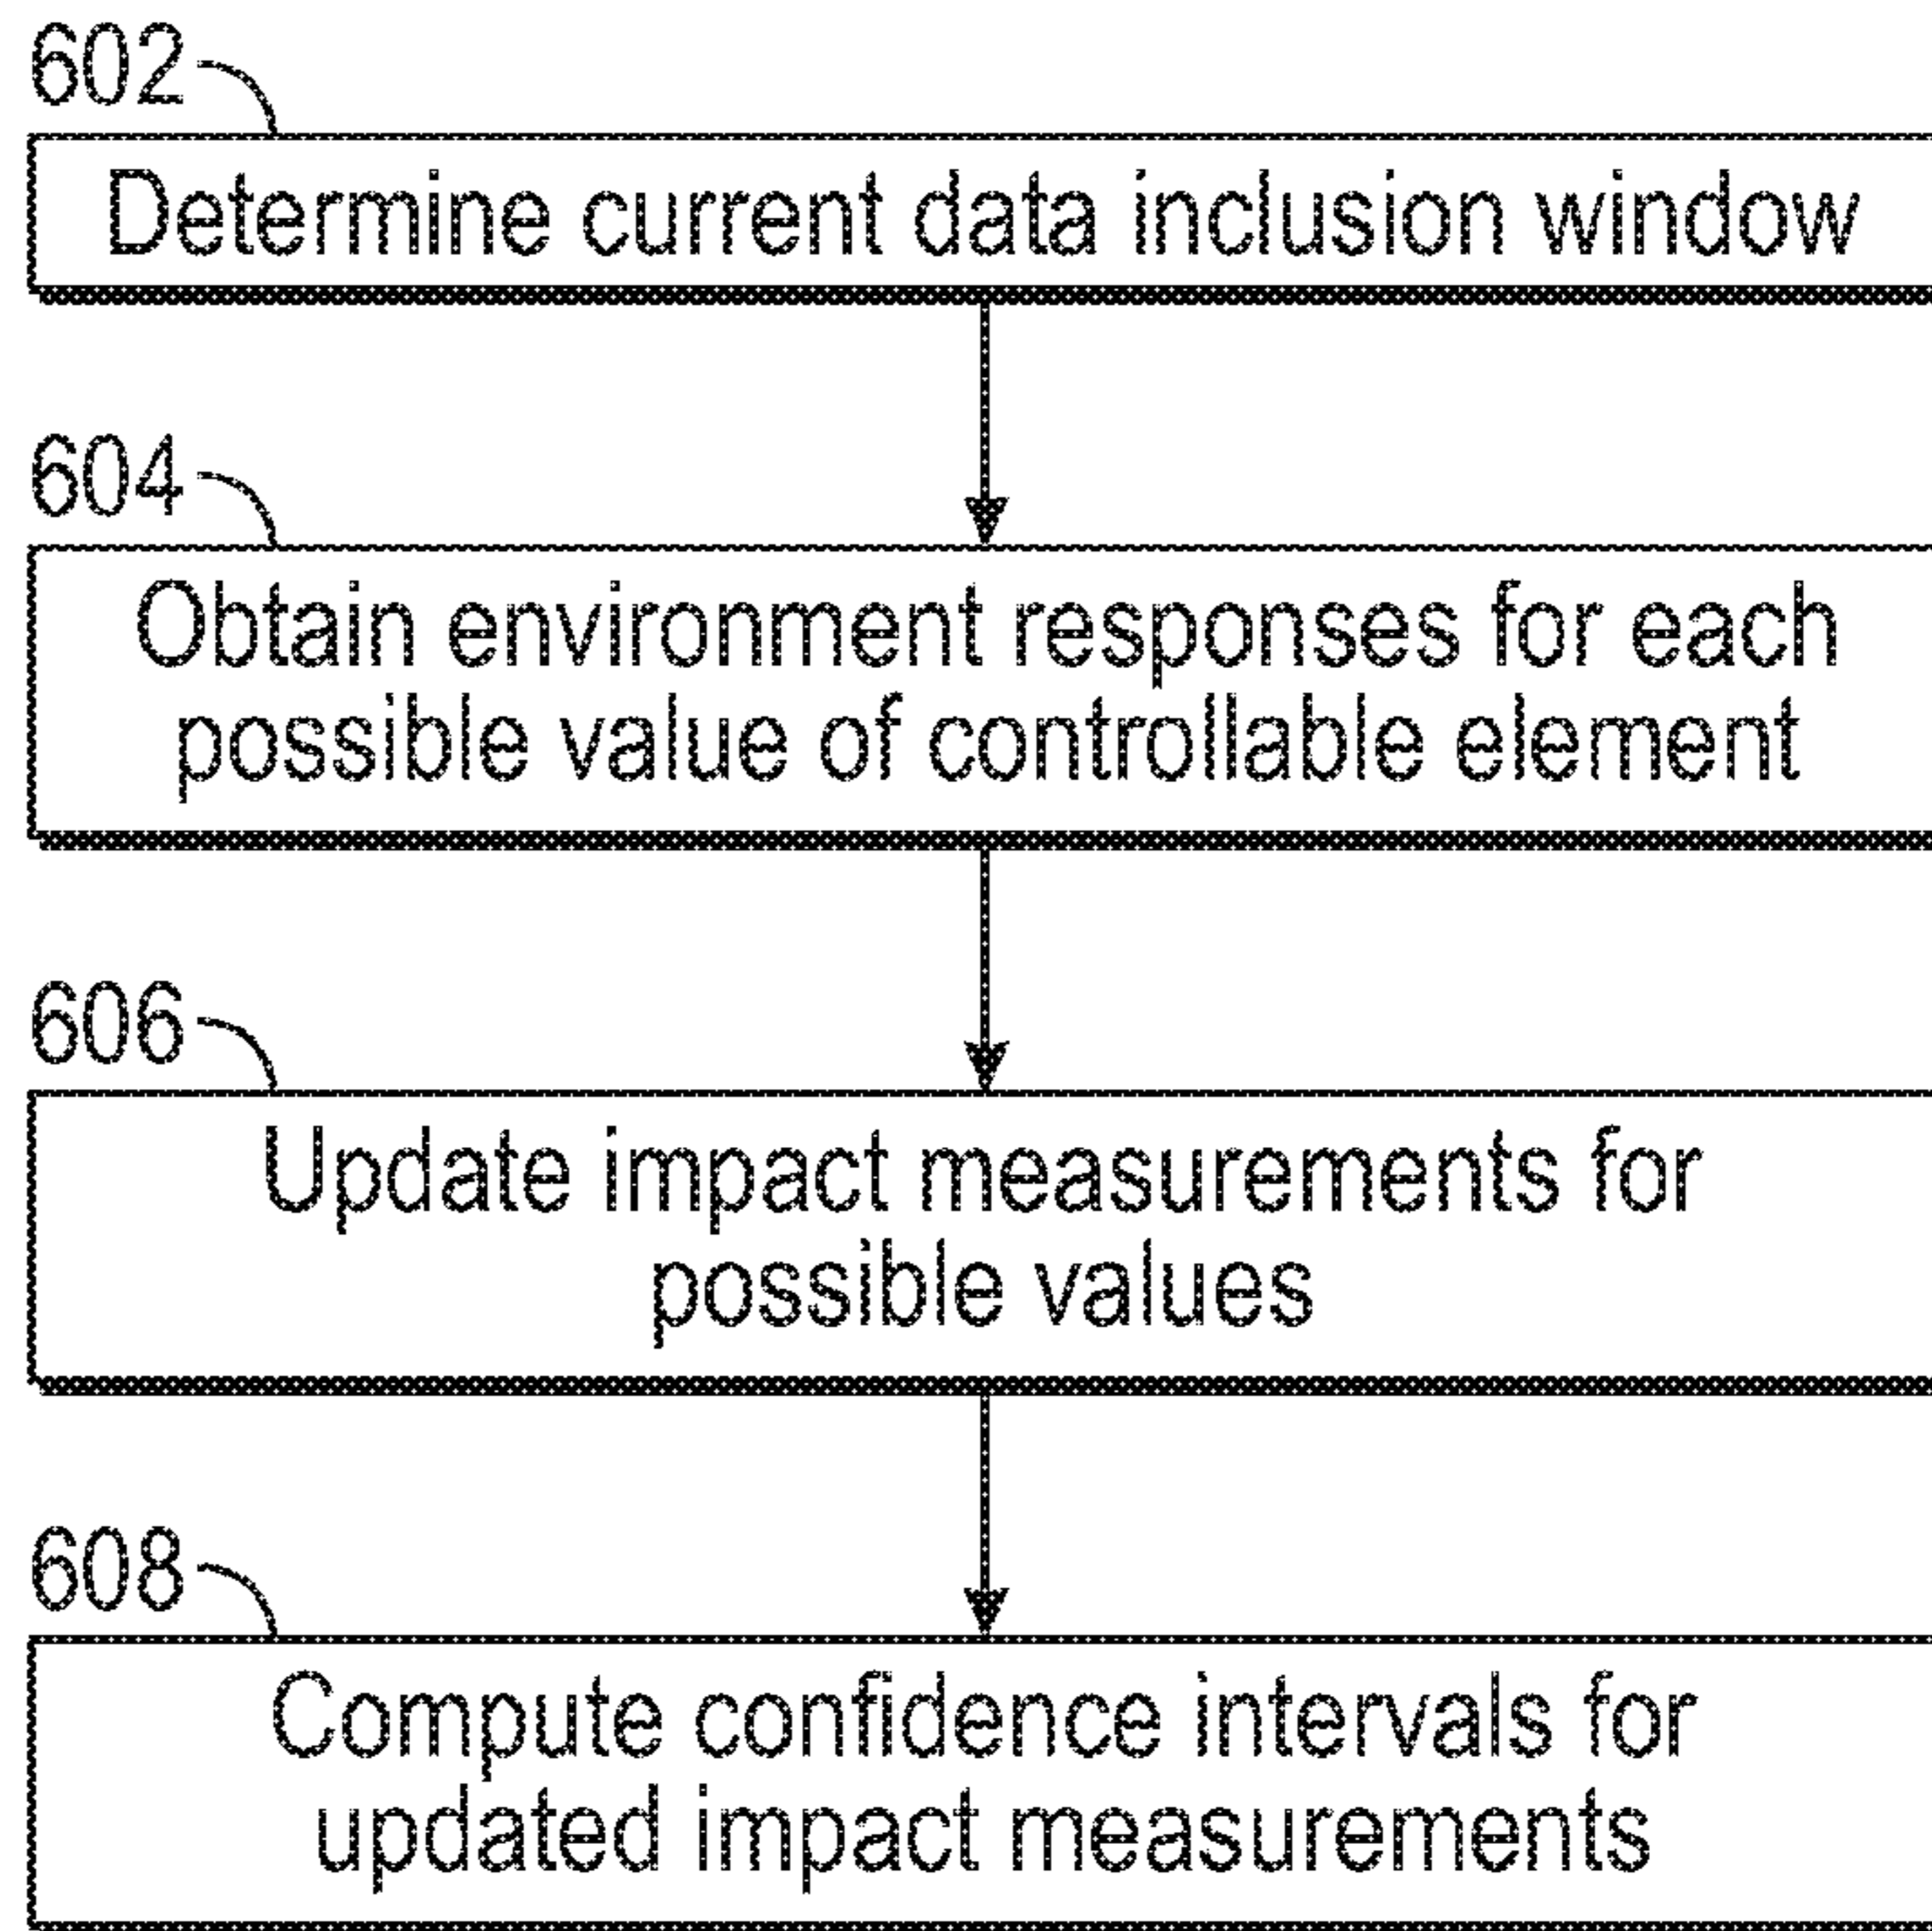 602
Determine current data inclusion window
604
Obtain environment responses for each
possible value of controllable element
606
Update impact measurements for
possible values
608
Compute confidence intervals for
updated impact measurements